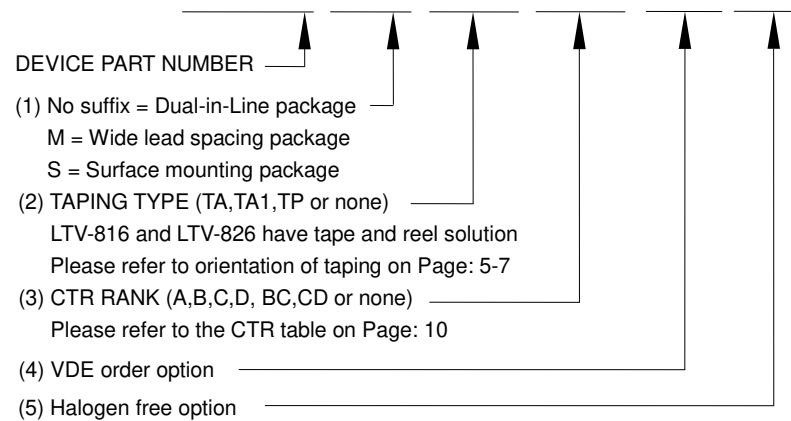 DEVICE PART NUMBER
(1) No suffix = Dual-in-Line package
M = Wide lead spacing package
S = Surface mounting package
(2) TAPING TYPE (TA,TA1,TP or none)
LTV-816 and LTV-826 have tape and reel solution
Please refer to orientation of taping on Page: 5-7
(3) CTR RANK (A,B,C,D, BC,CD or none)
Please refer to the CTR table on Page: 10
(4) VDE order option
(5) Halogen free option